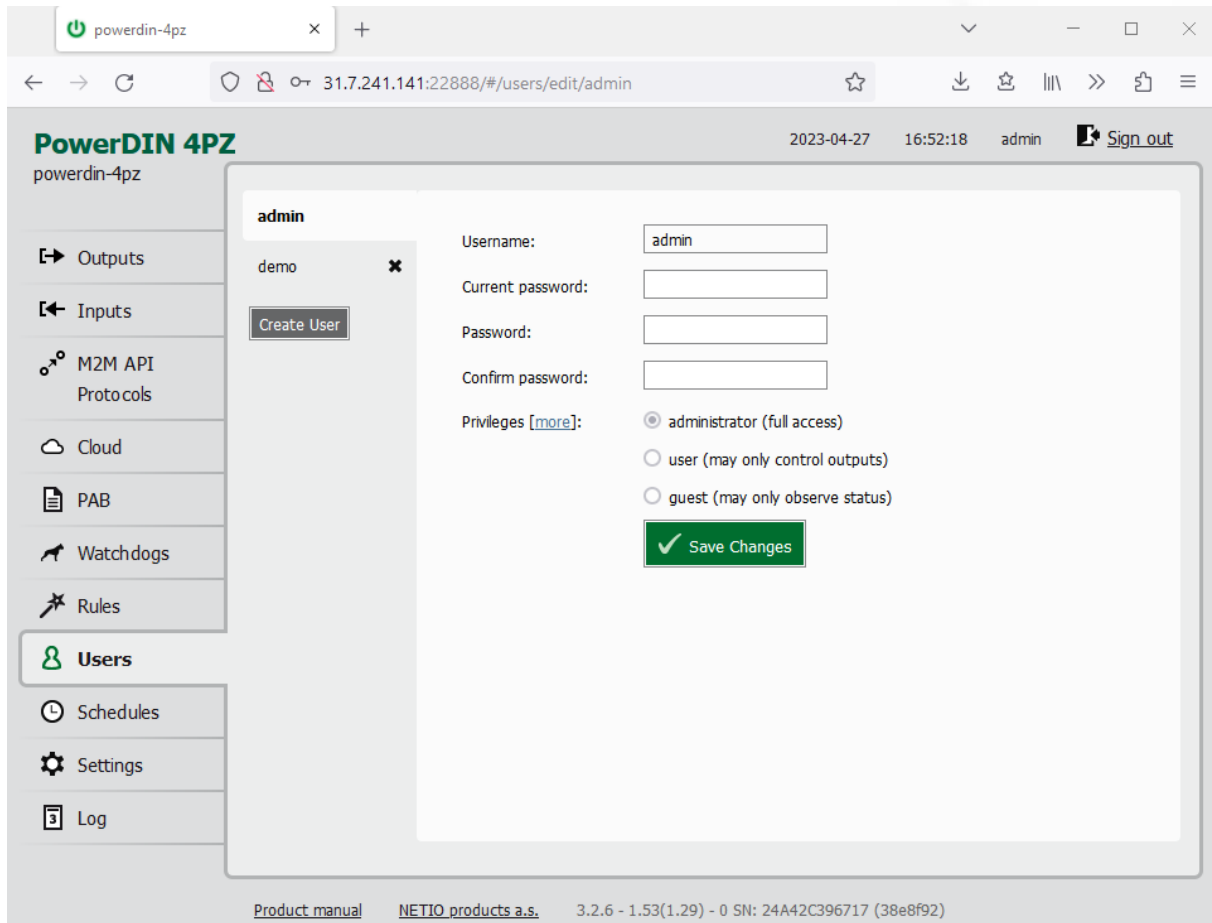 powerdin-4pz
31.7.241.141:22888/#/users/edit/admin
PowerDIN 4PZ
2023-04-27 16:52:18 admin Sign out
powerdin-4pz
Outputs
Inputs
M2M API
Protocols
Cloud
PAB
Watchdogs
Rules
Users
Schedules
Settings
3 Log
admin
demo
Create User
Username: admin
Current password:
Password:
Confirm password:
Privileges [more]: administrator (full access)
user (may only control outputs)
guest (may only observe status)
Save Changes
Product manual NETIO products a.s. 3.2.6 - 1.53(1.29) - 0 SN: 24A42C396717 (38e8f92)